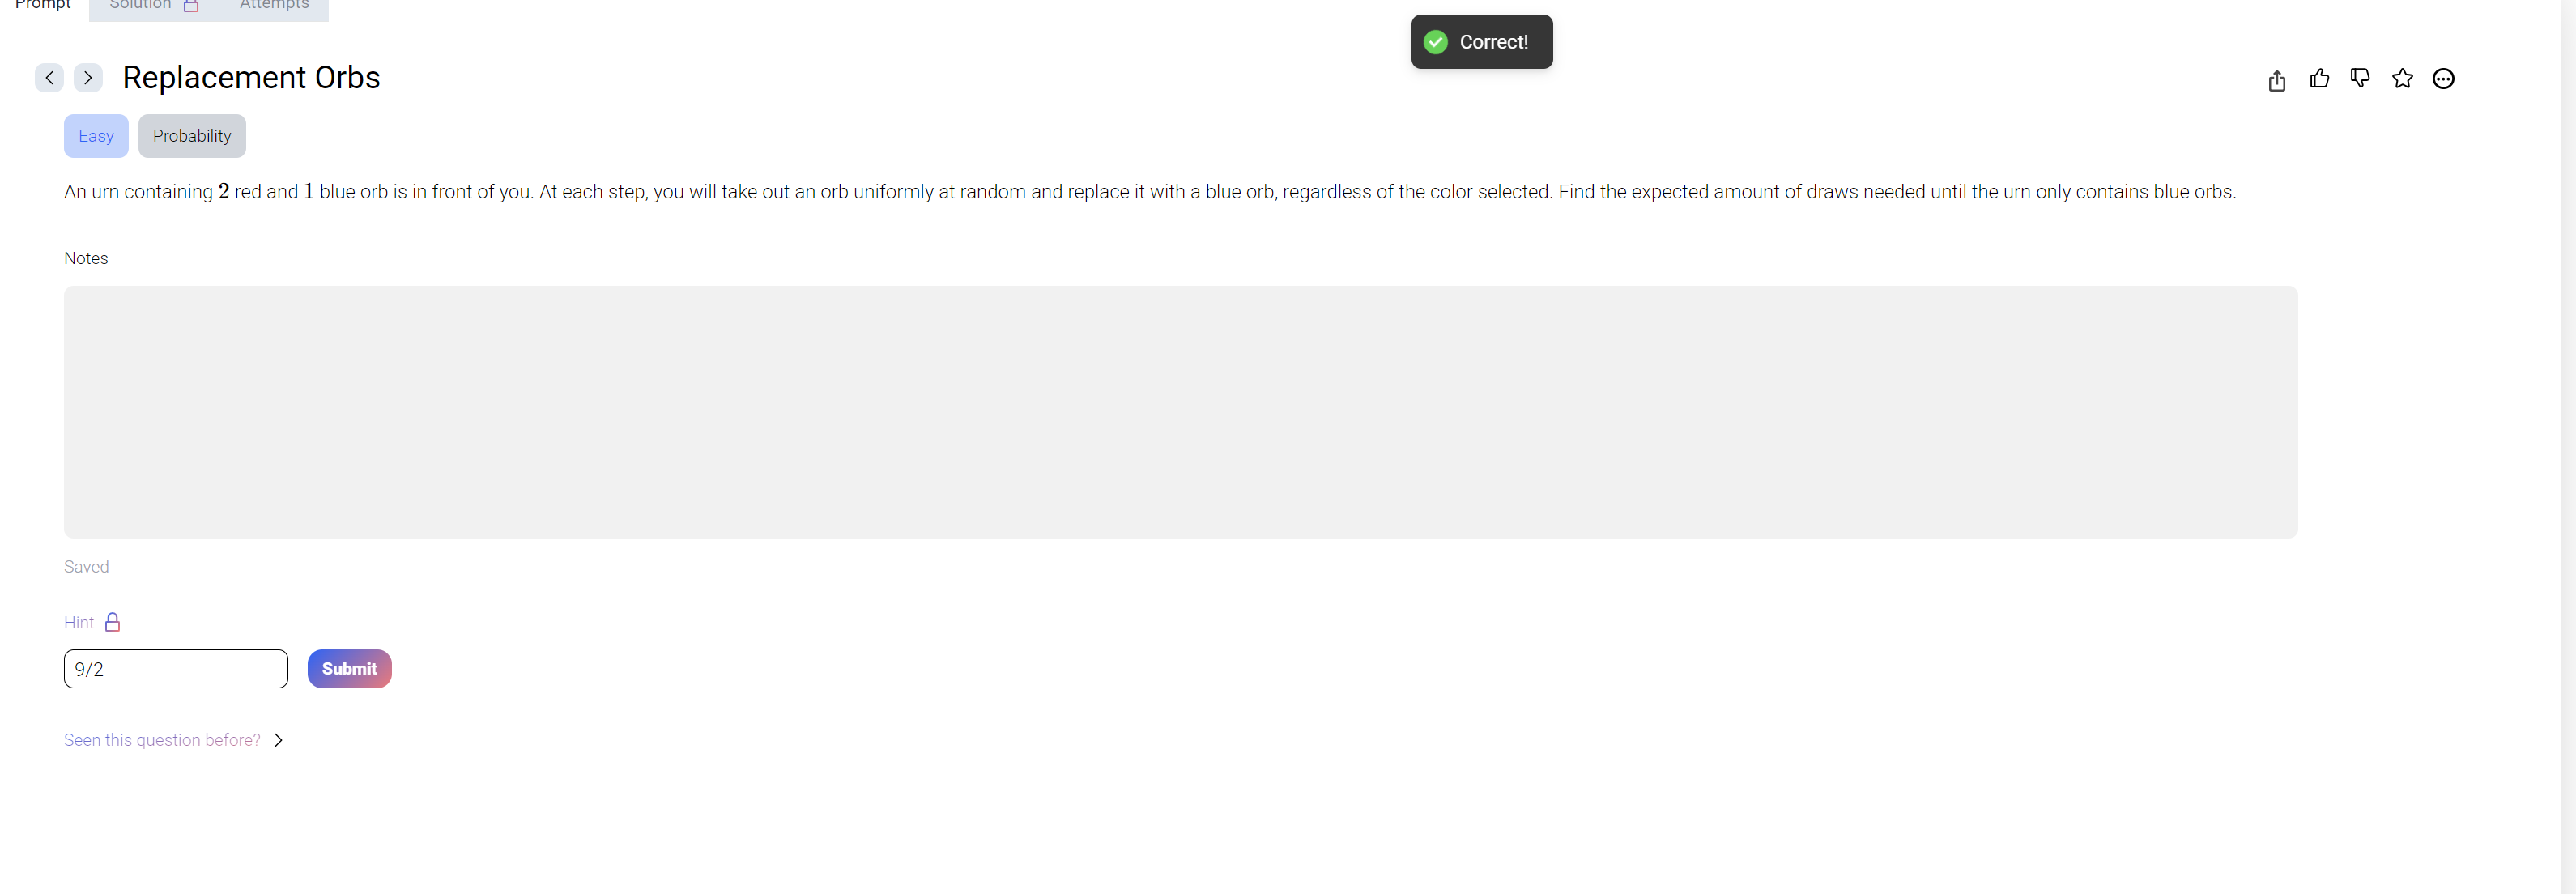 Prompt Solution Attempts
Correct!
Replacement Orbs
Easy Probability
An urn containing 2 red and 1 blue orb is in front of you. At each step, you will take out an orb uniformly at random and replace it with a blue orb, regardless of the color selected. Find the expected amount of draws needed until the urn only contains blue orbs.
Notes
Saved
Hint
9/2 Submit
Seen this question before?